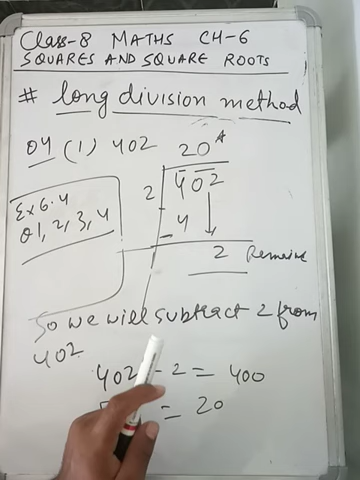 Class-8 MATHS CH-6
SQUARES AND SQUARE ROOTS
# long division method
Q4 (1) 402
20 A
2 402
4
2 Remain
Ex 6.4
Q1, 2, 3, 4
So we will subtract 2 from
402
402 - 2 = 400
= 20